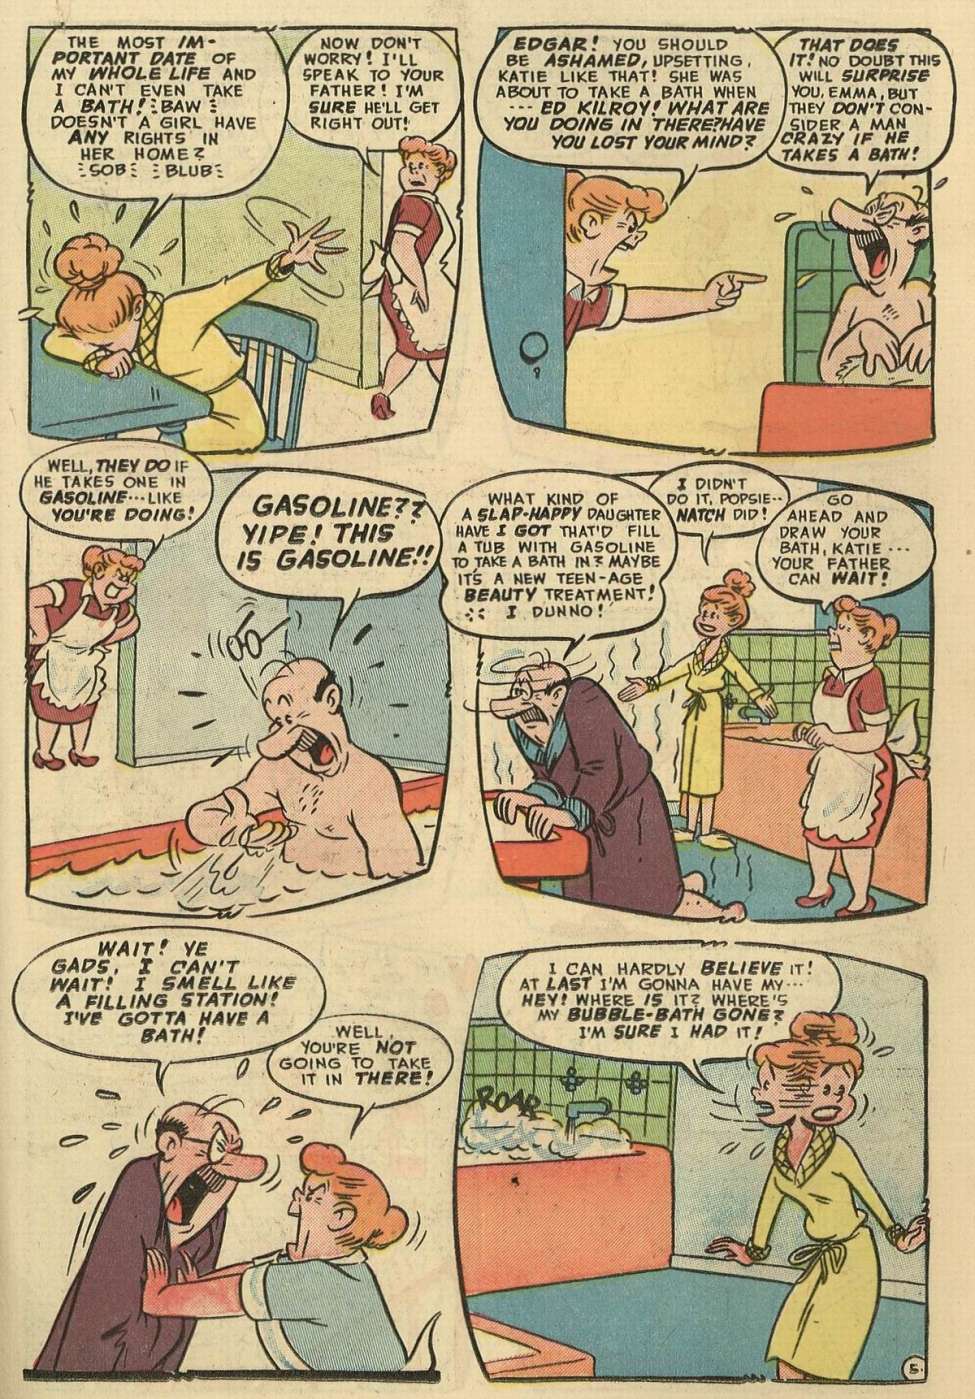 THE MOST IM-
PORTANT DATE OF
MY WHOLE LIFE AND
I CAN'T EVEN TAKE
A BATH! BAW
DOESN'T A GIRL HAVE
ANY RIGHTS IN
HER HOME?
SOB BLUB
NOW DON'T
WORRY! I'LL
SPEAK TO YOUR
FATHER! I'M
SURE HE'LL GET
RIGHT OUT!
EDGAR! YOU SHOULD
BE ASHAMED, UPSETTING
KATIE LIKE THAT! SHE WAS
ABOUT TO TAKE A BATH WHEN
--- ED KILROY! WHAT ARE
YOU DOING IN THERE? HAVE
YOU LOST YOUR MIND?
THAT DOES
IT! NO DOUBT THIS
WILL SURPRISE
YOU, EMMA, BUT
THEY DON'T CON-
SIDER A MAN
CRAZY IF HE
TAKES A BATH!
WELL, THEY DO IF
HE TAKES ONE IN
GASOLINE---LIKE
YOU'RE DOING!
GASOLINE??
YIPE! THIS
IS GASOLINE!!
WHAT KIND OF
A SLAP-HAPPY DAUGHTER
HAVE I GOT THAT'D FILL
A TUB WITH GASOLINE
TO TAKE A BATH IN? MAYBE
IT'S A NEW TEEN-AGE
BEAUTY TREATMENT!
I DUNNO!
I DIDN'T
DO IT, POPSIE--
NATCH DID!
GO
AHEAD AND
DRAW YOUR
BATH, KATIE---
YOUR FATHER
CAN WAIT!
WAIT! YE
GADS, I CAN'T
WAIT! I SMELL LIKE
A FILLING STATION!
I'VE GOTTA HAVE A
BATH!
WELL,
YOU'RE NOT
GOING TO TAKE
IT IN THERE!
I CAN HARDLY BELIEVE IT!
AT LAST I'M GONNA HAVE MY---
HEY! WHERE IS IT? WHERE'S
MY BUBBLE-BATH GONE?
I'M SURE I HAD IT!
ROAR
5.